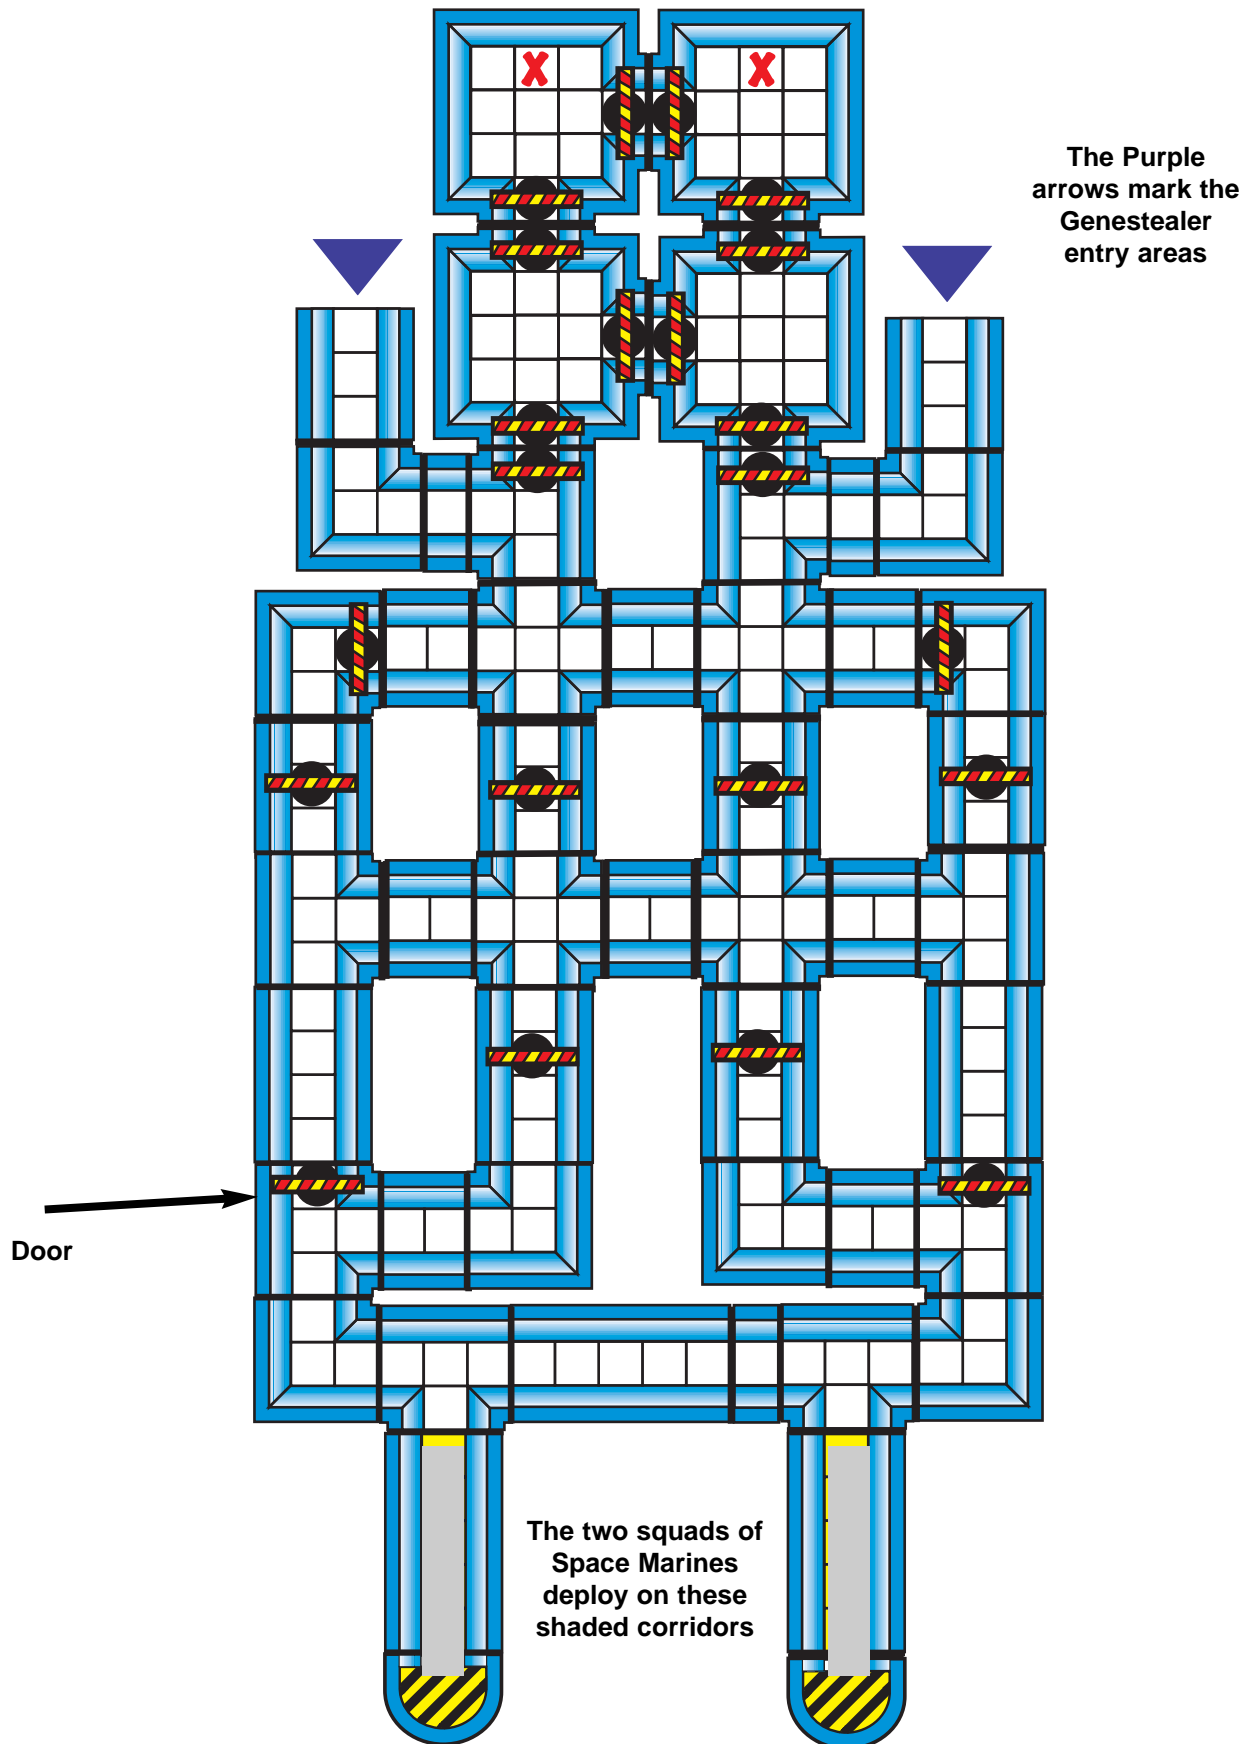 The Purple
arrows mark the
Genestealer
entry areas
Door
The two squads of
Space Marines
deploy on these
shaded corridors